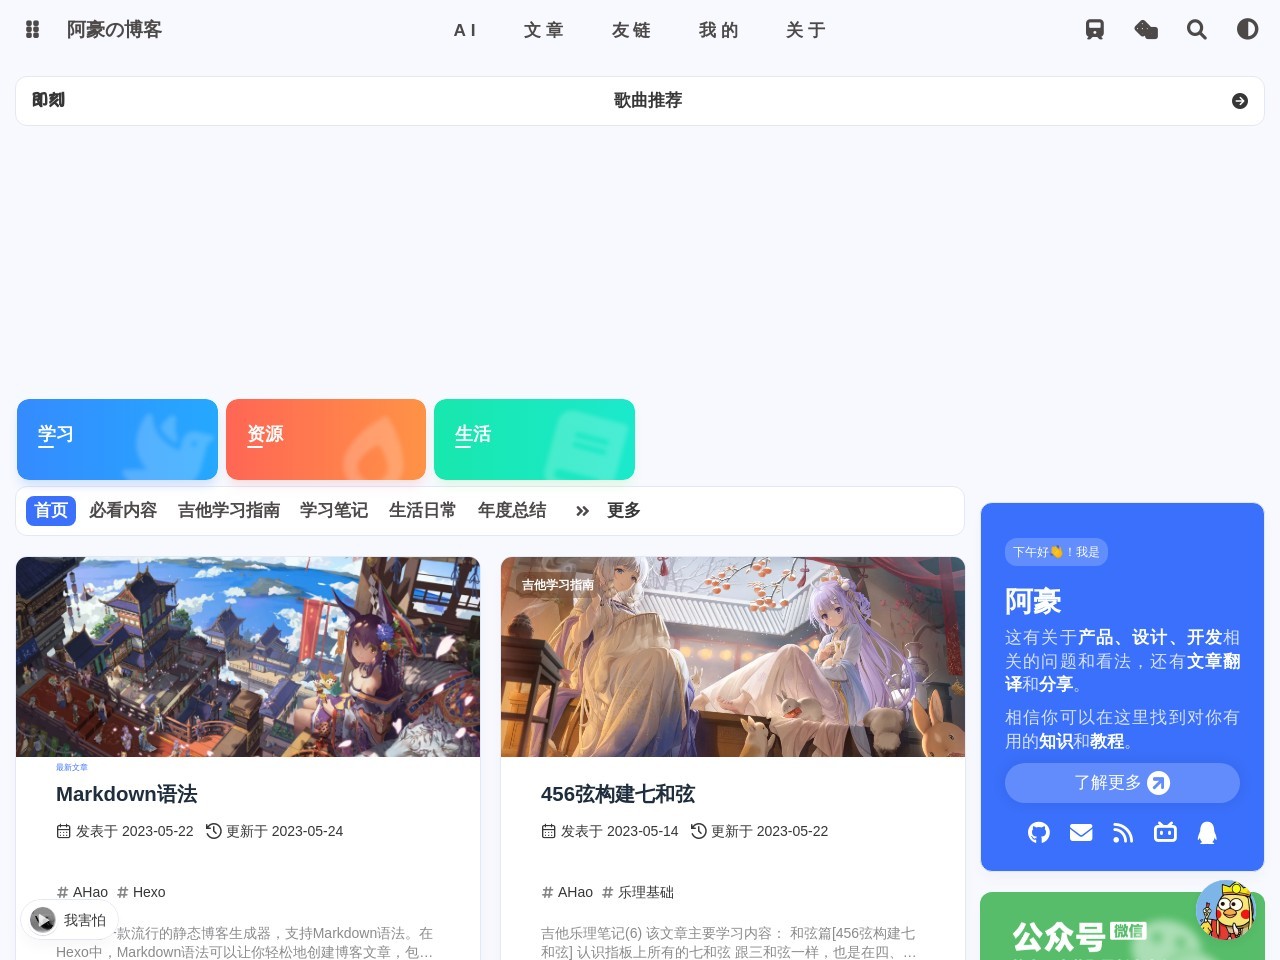 阿豪の博客
AI 文章 友链 我的 关于
即刻 歌曲推荐
学习 资源 生活
首页 必看内容 吉他学习指南 学习笔记 生活日常 年度总结 更多
下午好👋！我是
阿豪
这有关于产品、设计、开发相
关的问题和看法，还有文章翻
译和分享。
相信你可以在这里找到对你有
用的知识和教程。
了解更多
最新文章
Markdown语法
发表于 2023-05-22 更新于 2023-05-24
# AHao # Hexo
款流行的静态博客生成器，支持Markdown语法。在
Hexo中，Markdown语法可以让你轻松地创建博客文章，包…
吉他学习指南
456弦构建七和弦
发表于 2023-05-14 更新于 2023-05-22
# AHao # 乐理基础
吉他乐理笔记(6) 该文章主要学习内容： 和弦篇[456弦构建七
和弦] 认识指板上所有的七和弦 跟三和弦一样，也是在四、…
我害怕
公众号 微信